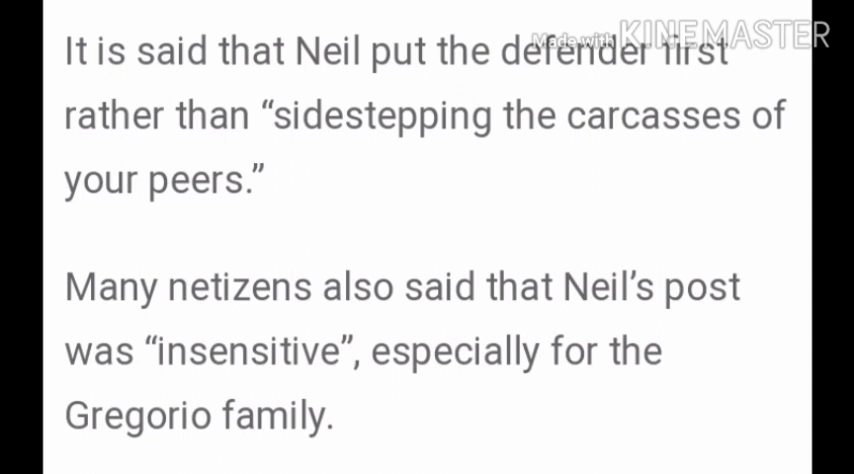 Made with KINEMASTER
It is said that Neil put the defender first
rather than “sidestepping the carcasses of
your peers.”
Many netizens also said that Neil’s post
was “insensitive”, especially for the
Gregorio family.